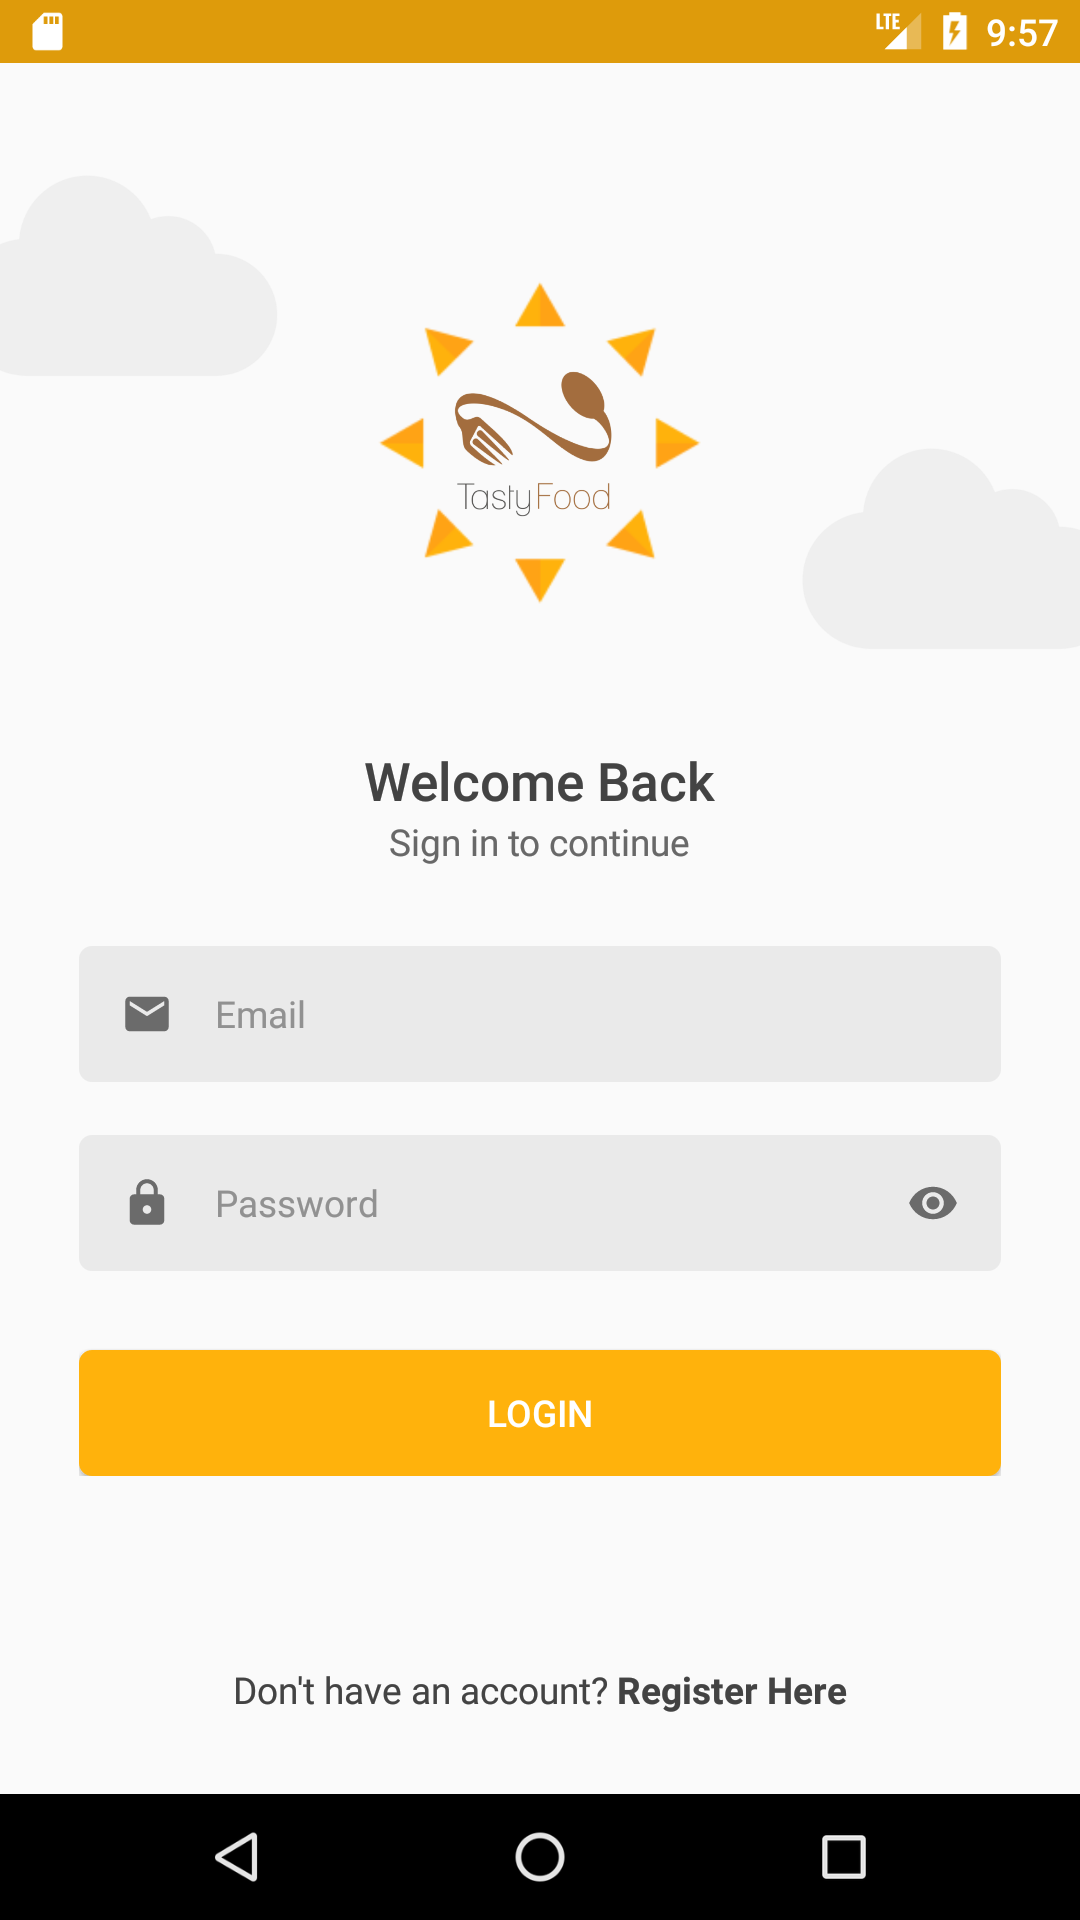 LTE 9:57
TastyFood
Welcome Back
Sign in to continue
Email
Password
LOGIN
Don't have an account? Register Here